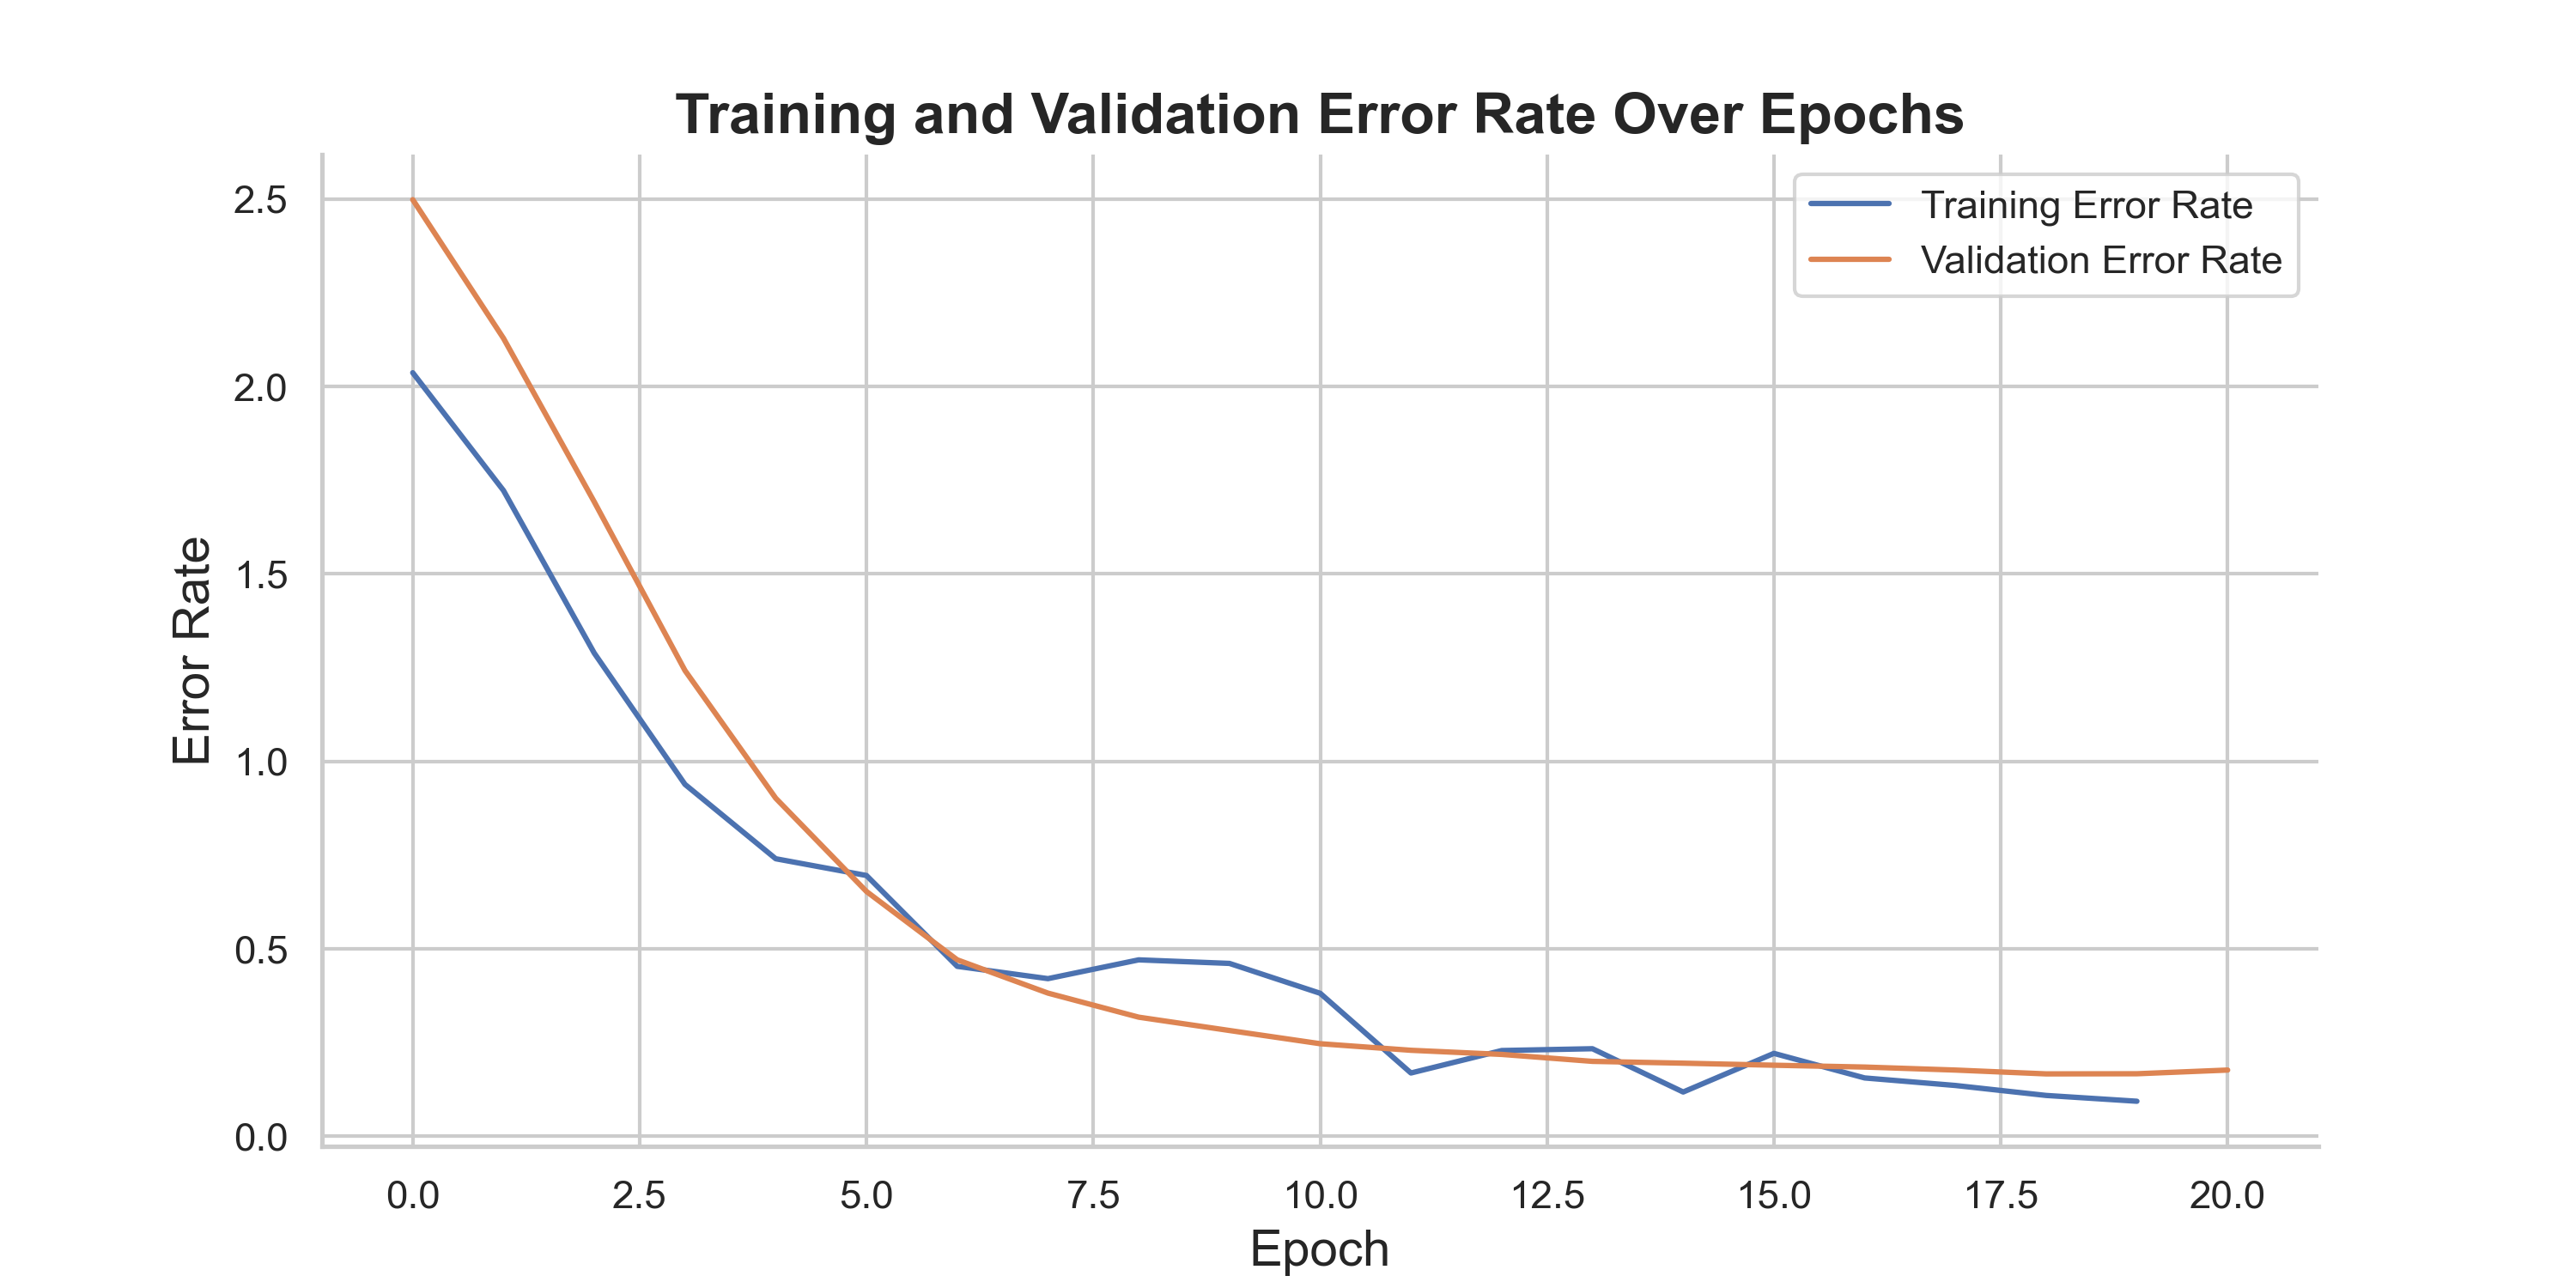 Training and Validation Error Rate Over Epochs
Training Error Rate
Validation Error Rate
2.5
2.0
1.5
1.0
0.5
0.0
Error Rate
0.0 2.5 5.0 7.5 10.0 12.5 15.0 17.5 20.0
Epoch